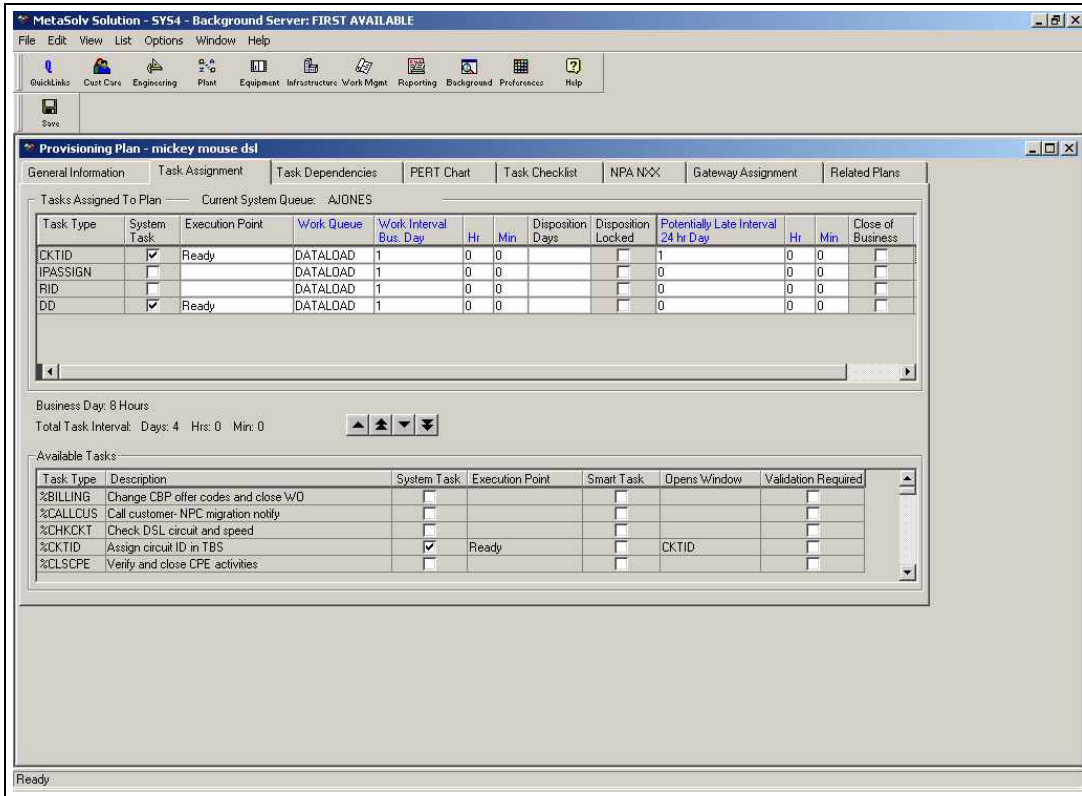 MetaSolv Solution - SYS4 - Background Server: FIRST AVAILABLE
File Edit View List Options Window Help
QuickLinks Cust Care Engineering Plant Equipment Infrastructure Work Mgmt Reporting Background Preferences Help
Save
Provisioning Plan - mickey mouse dsl
General Information Task Assignment Task Dependencies PERT Chart Task Checklist NPA NXX Gateway Assignment Related Plans
Tasks Assigned To Plan Current System Queue: AJONES
Task Type System Task Execution Point Work Queue Work Interval Bus. Day Hr Min Disposition Days Disposition Locked Potentially Late Interval 24 hr Day Hr Min Close of Business
CKTID Ready DATALOAD 1 0 0 1 0 0
IPASSIGN DATALOAD 1 0 0 0 0 0
RID DATALOAD 1 0 0 0 0 0
DD Ready DATALOAD 1 0 0 0 0 0
Business Day: 8 Hours
Total Task Interval: Days: 4 Hrs: 0 Min: 0
Available Tasks
Task Type Description System Task Execution Point Smart Task Opens Window Validation Required
%BILLING Change CBP offer codes and close WO
%CALLCUS Call customer- NPC migration notify
%CHKCKT Check DSL circuit and speed
%CKTID Assign circuit ID in TBS Ready CKTID
%CLSCPE Verify and close CPE activities
Ready